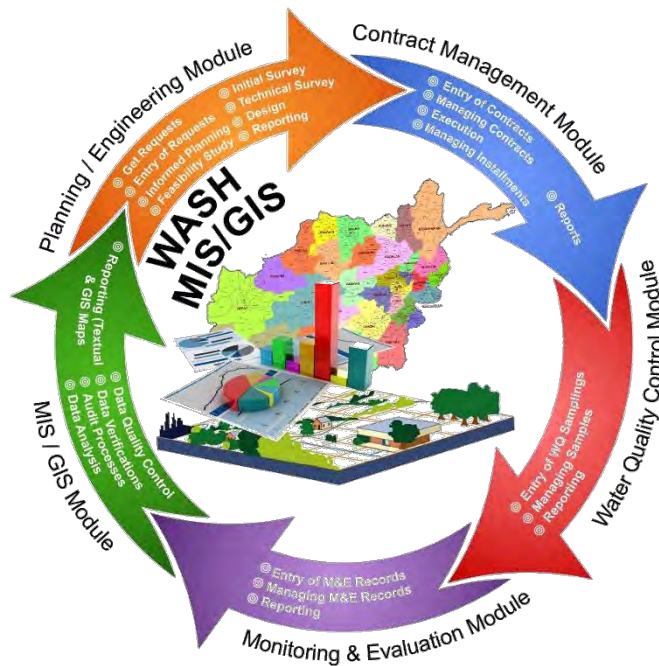 WASH
MIS/GIS
Planning / Engineering Module
Get Requests
Entry of Requests
Informed Planning
Feasibility Study
Initial Survey
Technical Survey
Design
Reporting
Contract Management Module
Entry of Contracts
Managing Contracts
Execution
Managing Installments
Reports
Water Quality Control Module
Entry of WQ Samplings
Managing Samples
Reporting
Monitoring & Evaluation Module
Entry of M&E Records
Managing M&E Records
Reporting
MIS / GIS Module
Reporting (Textual
& GIS Maps
Data Quality Control
Data Verifications
Audit Processes
Data Analysis